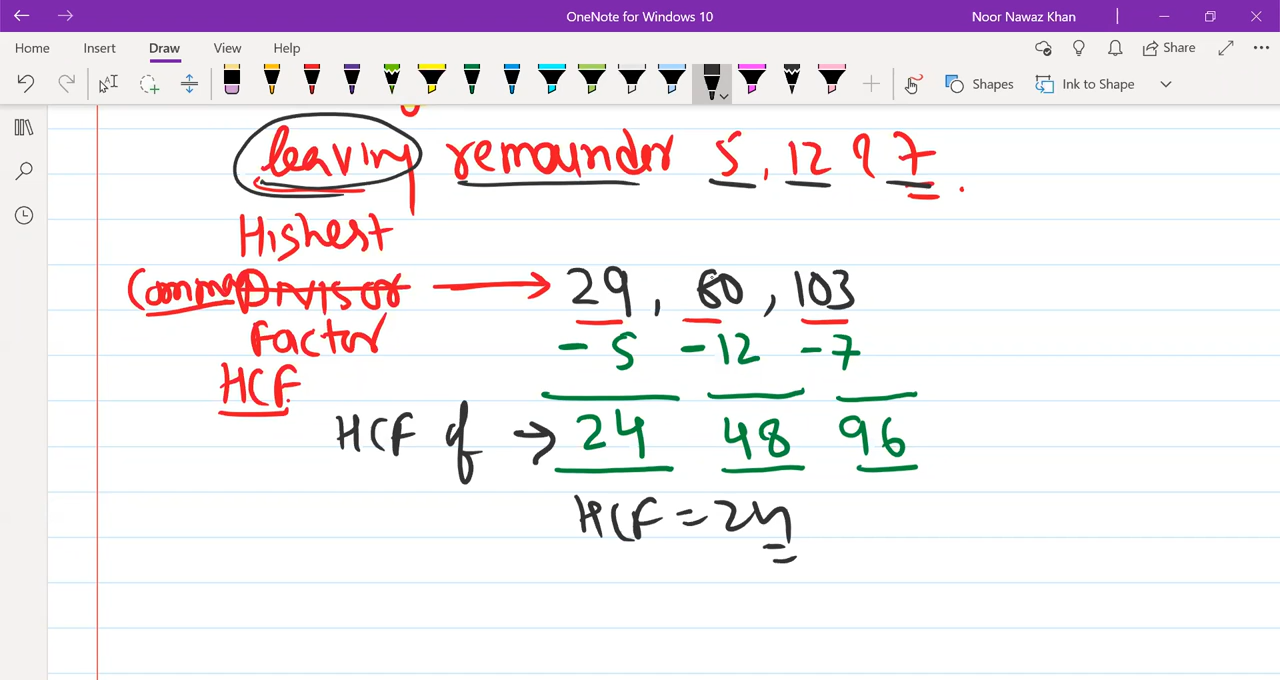 OneNote for Windows 10
Noor Nawaz Khan
Home Insert Draw View Help
Share
Shapes
Ink to Shape
leaving remaunder 5, 12 & 7.
Highest
Common Divisor → 29, 60, 103
Factor - 5 - 12 - 7
HCF
HCF of → 24 48 96
HCF = 24